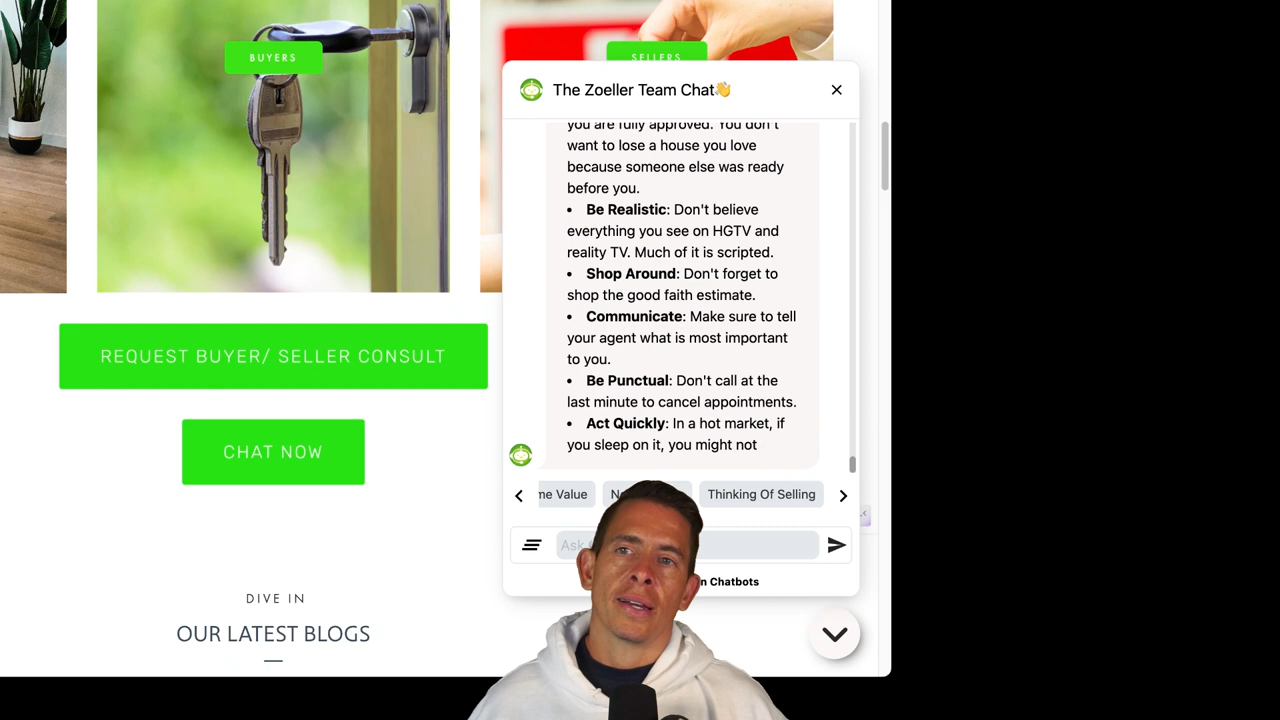 BUYERS
SELLERS
The Zoeller Team Chat👋
you are fully approved. You don't
want to lose a house you love
because someone else was ready
before you.
• Be Realistic: Don't believe
everything you see on HGTV and
reality TV. Much of it is scripted.
• Shop Around: Don't forget to
shop the good faith estimate.
• Communicate: Make sure to tell
your agent what is most important
to you.
• Be Punctual: Don't call at the
last minute to cancel appointments.
• Act Quickly: In a hot market, if
you sleep on it, you might not
REQUEST BUYER/ SELLER CONSULT
CHAT NOW
me Value
Thinking Of Selling
Ask
n Chatbots
DIVE IN
OUR LATEST BLOGS